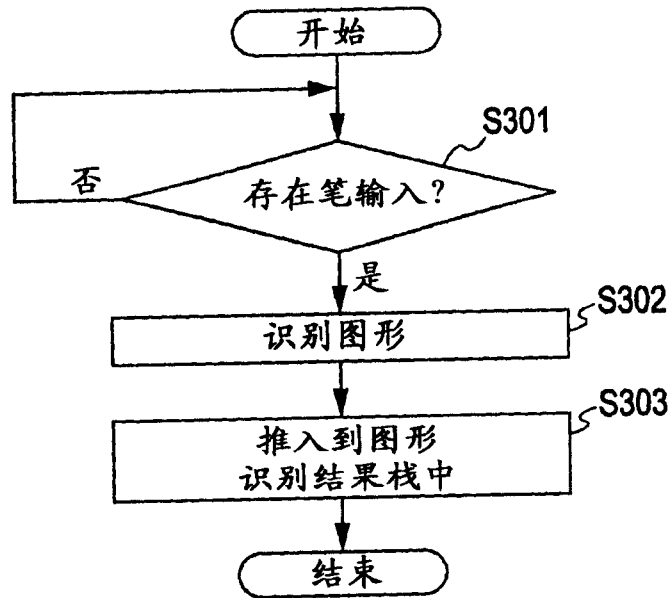 开始
S301
否
存在笔输入？
是
S302
识别图形
S303
推入到图形
识别结果栈中
结束